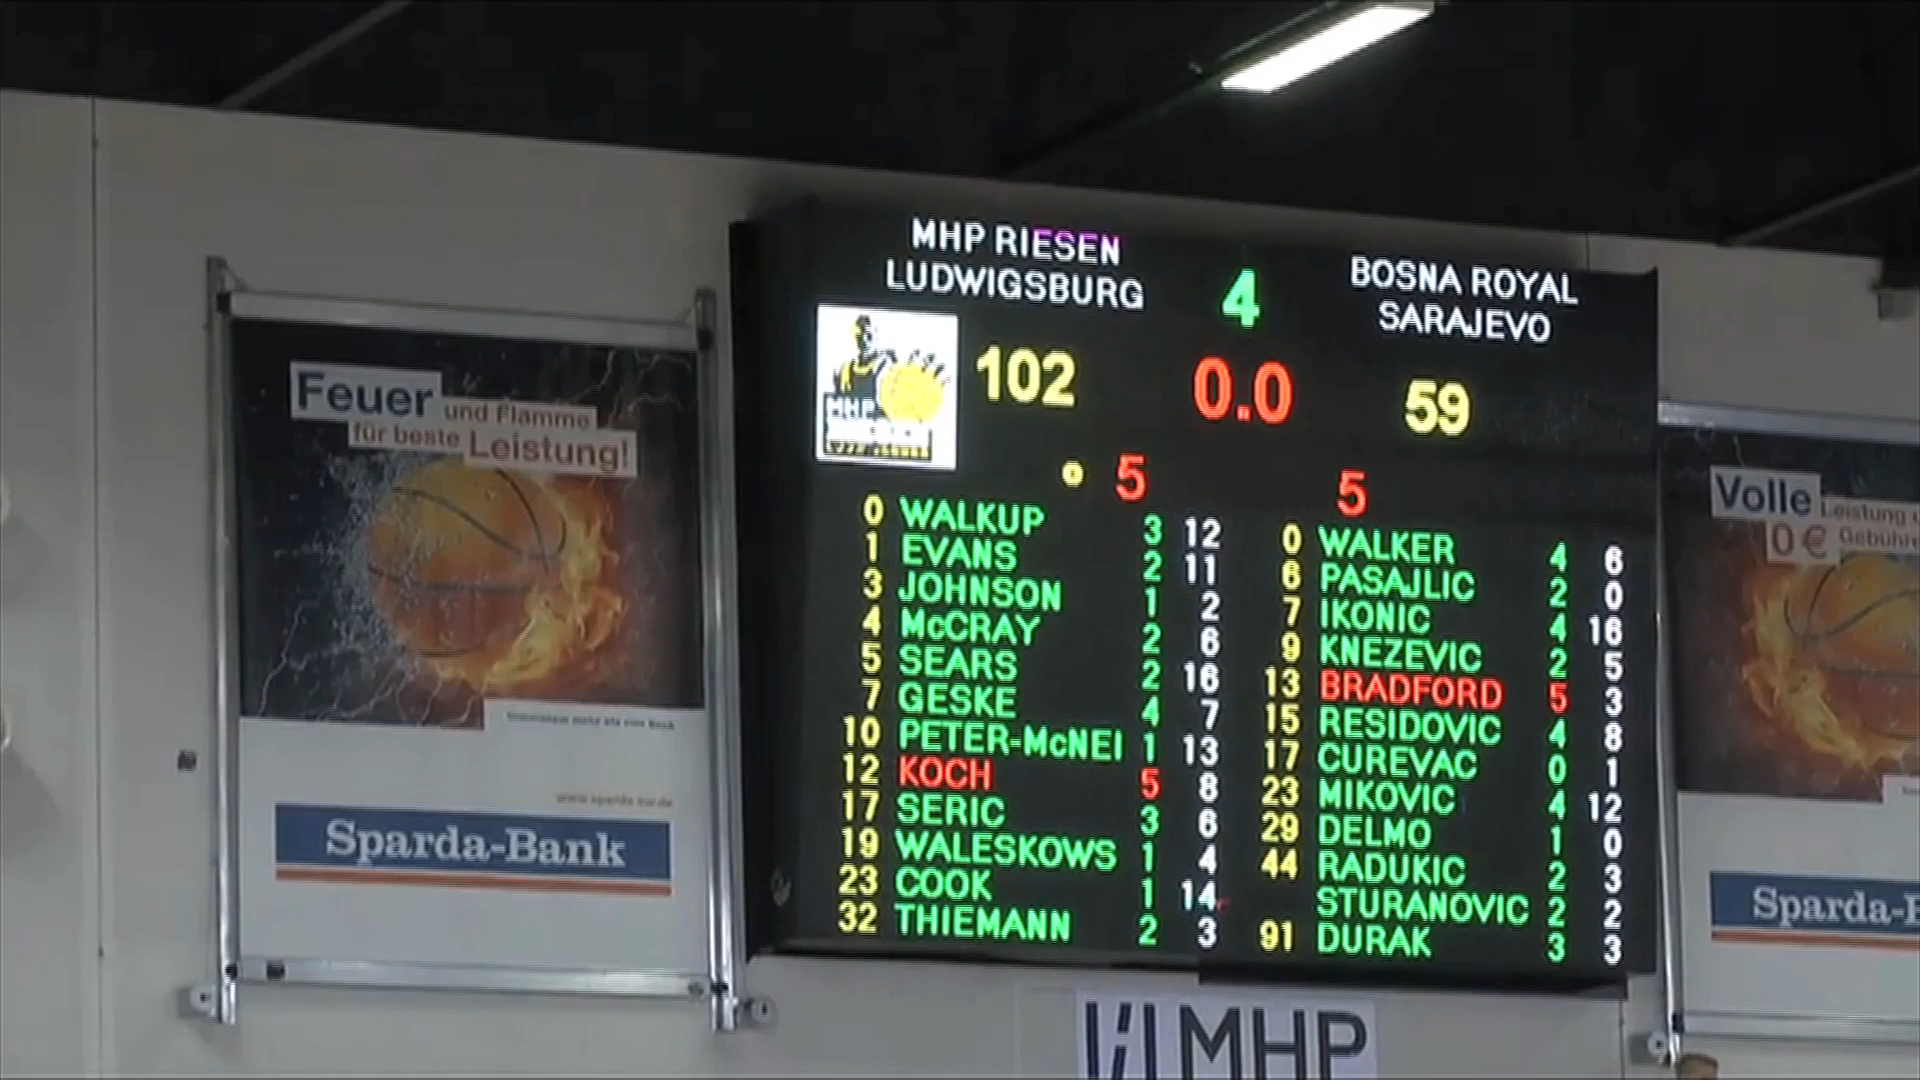 MHP RIESEN
LUDWIGSBURG
4
BOSNA ROYAL
SARAJEVO
MHP
102
0.0
59
5
5
0 WALKUP 3 12
1 EVANS 2 11
3 JOHNSON 1 2
4 McCRAY 2 6
5 SEARS 2 16
7 GESKE 4 7
10 PETER-McNEI 1 13
12 KOCH 5 8
17 SERIC 3 6
19 WALESKOWS 1 4
23 COOK 1 14
32 THIEMANN 2 3
0 WALKER 4 6
6 PASAJLIC 2 0
7 IKONIC 4 16
9 KNEZEVIC 2 5
13 BRADFORD 5 3
15 RESIDOVIC 4 8
17 CUREVAC 0 1
23 MIKOVIC 4 12
29 DELMO 1 0
44 RADUKIC 2 3
STURANOVIC 2 2
91 DURAK 3 3
Feuer und Flamme
für beste Leistung!
Sparda-Bank
Volle Leistung
0 € Gebühre
Sparda-B
MHP